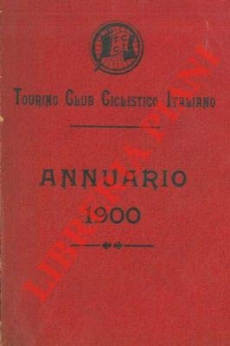 TOURING CLUB CICLISTICO ITALIANO
ANNUARIO
1900
LIBRERIA PIANI